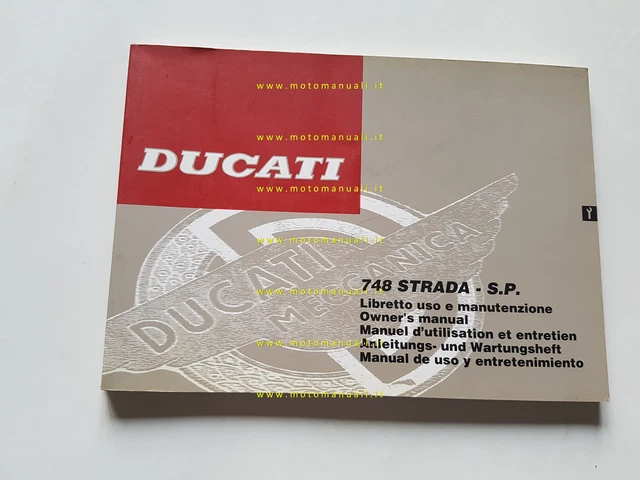 www.motomanuali.it
www.motomanuali.it
DUCATI
www.motomanuali.it
www.motomanuali.it
DUCATI
MECCANICA
748 STRADA - S.P.
Libretto uso e manutenzione
Owner's manual
www.motomanuali.it
Manuel d'utilisation et entretien
Anleitungs- und Wartungsheft
www.motomanuali.it
Manual de uso y entretenimiento
www.motomanuali.it